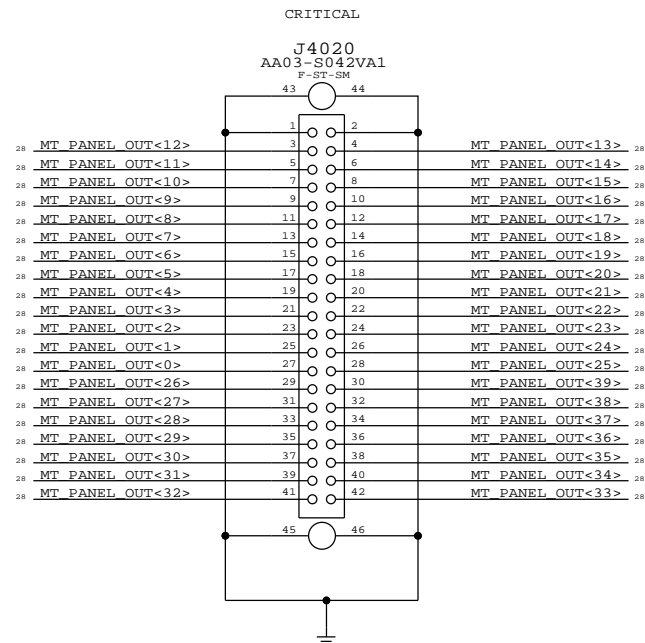 CRITICAL
J4020
AA03-S042VA1
F-ST-SM
43 44
1 2
28 MT_PANEL_OUT<12> 3 4 MT_PANEL_OUT<13> 28
28 MT_PANEL_OUT<11> 5 6 MT_PANEL_OUT<14> 28
28 MT_PANEL_OUT<10> 7 8 MT_PANEL_OUT<15> 28
28 MT_PANEL_OUT<9> 9 10 MT_PANEL_OUT<16> 28
28 MT_PANEL_OUT<8> 11 12 MT_PANEL_OUT<17> 28
28 MT_PANEL_OUT<7> 13 14 MT_PANEL_OUT<18> 28
28 MT_PANEL_OUT<6> 15 16 MT_PANEL_OUT<19> 28
28 MT_PANEL_OUT<5> 17 18 MT_PANEL_OUT<20> 28
28 MT_PANEL_OUT<4> 19 20 MT_PANEL_OUT<21> 28
28 MT_PANEL_OUT<3> 21 22 MT_PANEL_OUT<22> 28
28 MT_PANEL_OUT<2> 23 24 MT_PANEL_OUT<23> 28
28 MT_PANEL_OUT<1> 25 26 MT_PANEL_OUT<24> 28
28 MT_PANEL_OUT<0> 27 28 MT_PANEL_OUT<25> 28
28 MT_PANEL_OUT<26> 29 30 MT_PANEL_OUT<39> 28
28 MT_PANEL_OUT<27> 31 32 MT_PANEL_OUT<38> 28
28 MT_PANEL_OUT<28> 33 34 MT_PANEL_OUT<37> 28
28 MT_PANEL_OUT<29> 35 36 MT_PANEL_OUT<36> 28
28 MT_PANEL_OUT<30> 37 38 MT_PANEL_OUT<35> 28
28 MT_PANEL_OUT<31> 39 40 MT_PANEL_OUT<34> 28
28 MT_PANEL_OUT<32> 41 42 MT_PANEL_OUT<33> 28
45 46